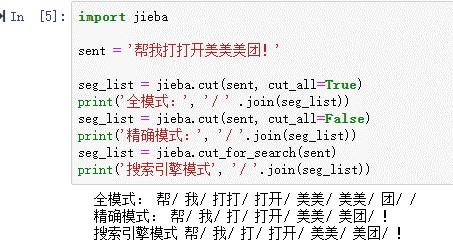 In [5]: import jieba
sent = '帮我打打开美美美团！'
seg_list = jieba.cut(sent, cut_all=True)
print('全模式：', '/ ' .join(seg_list))
seg_list = jieba.cut(sent, cut_all=False)
print('精确模式：', '/ '.join(seg_list))
seg_list = jieba.cut_for_search(sent)
print('搜索引擎模式', '/ '.join(seg_list))
全模式： 帮/ 我/ 打打/ 打开/ 美美/ 美美/ 团/ /
精确模式： 帮/ 我/ 打/ 打开/ 美美/ 美团/ ！
搜索引擎模式 帮/ 我/ 打/ 打开/ 美美/ 美团/ ！